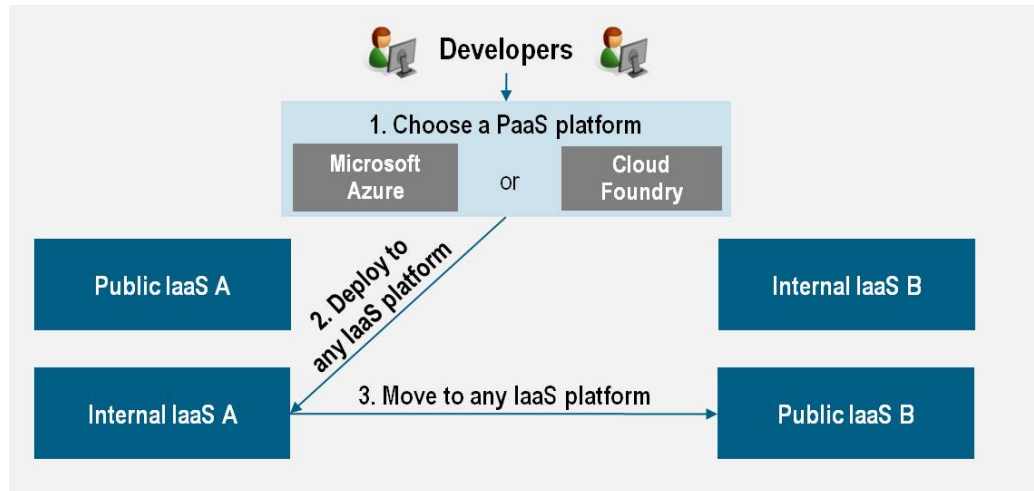 Developers
1. Choose a PaaS platform
Microsoft
Azure
or
Cloud
Foundry
2. Deploy to
any IaaS platform
Public IaaS A
Internal IaaS B
Internal IaaS A
3. Move to any IaaS platform
Public IaaS B